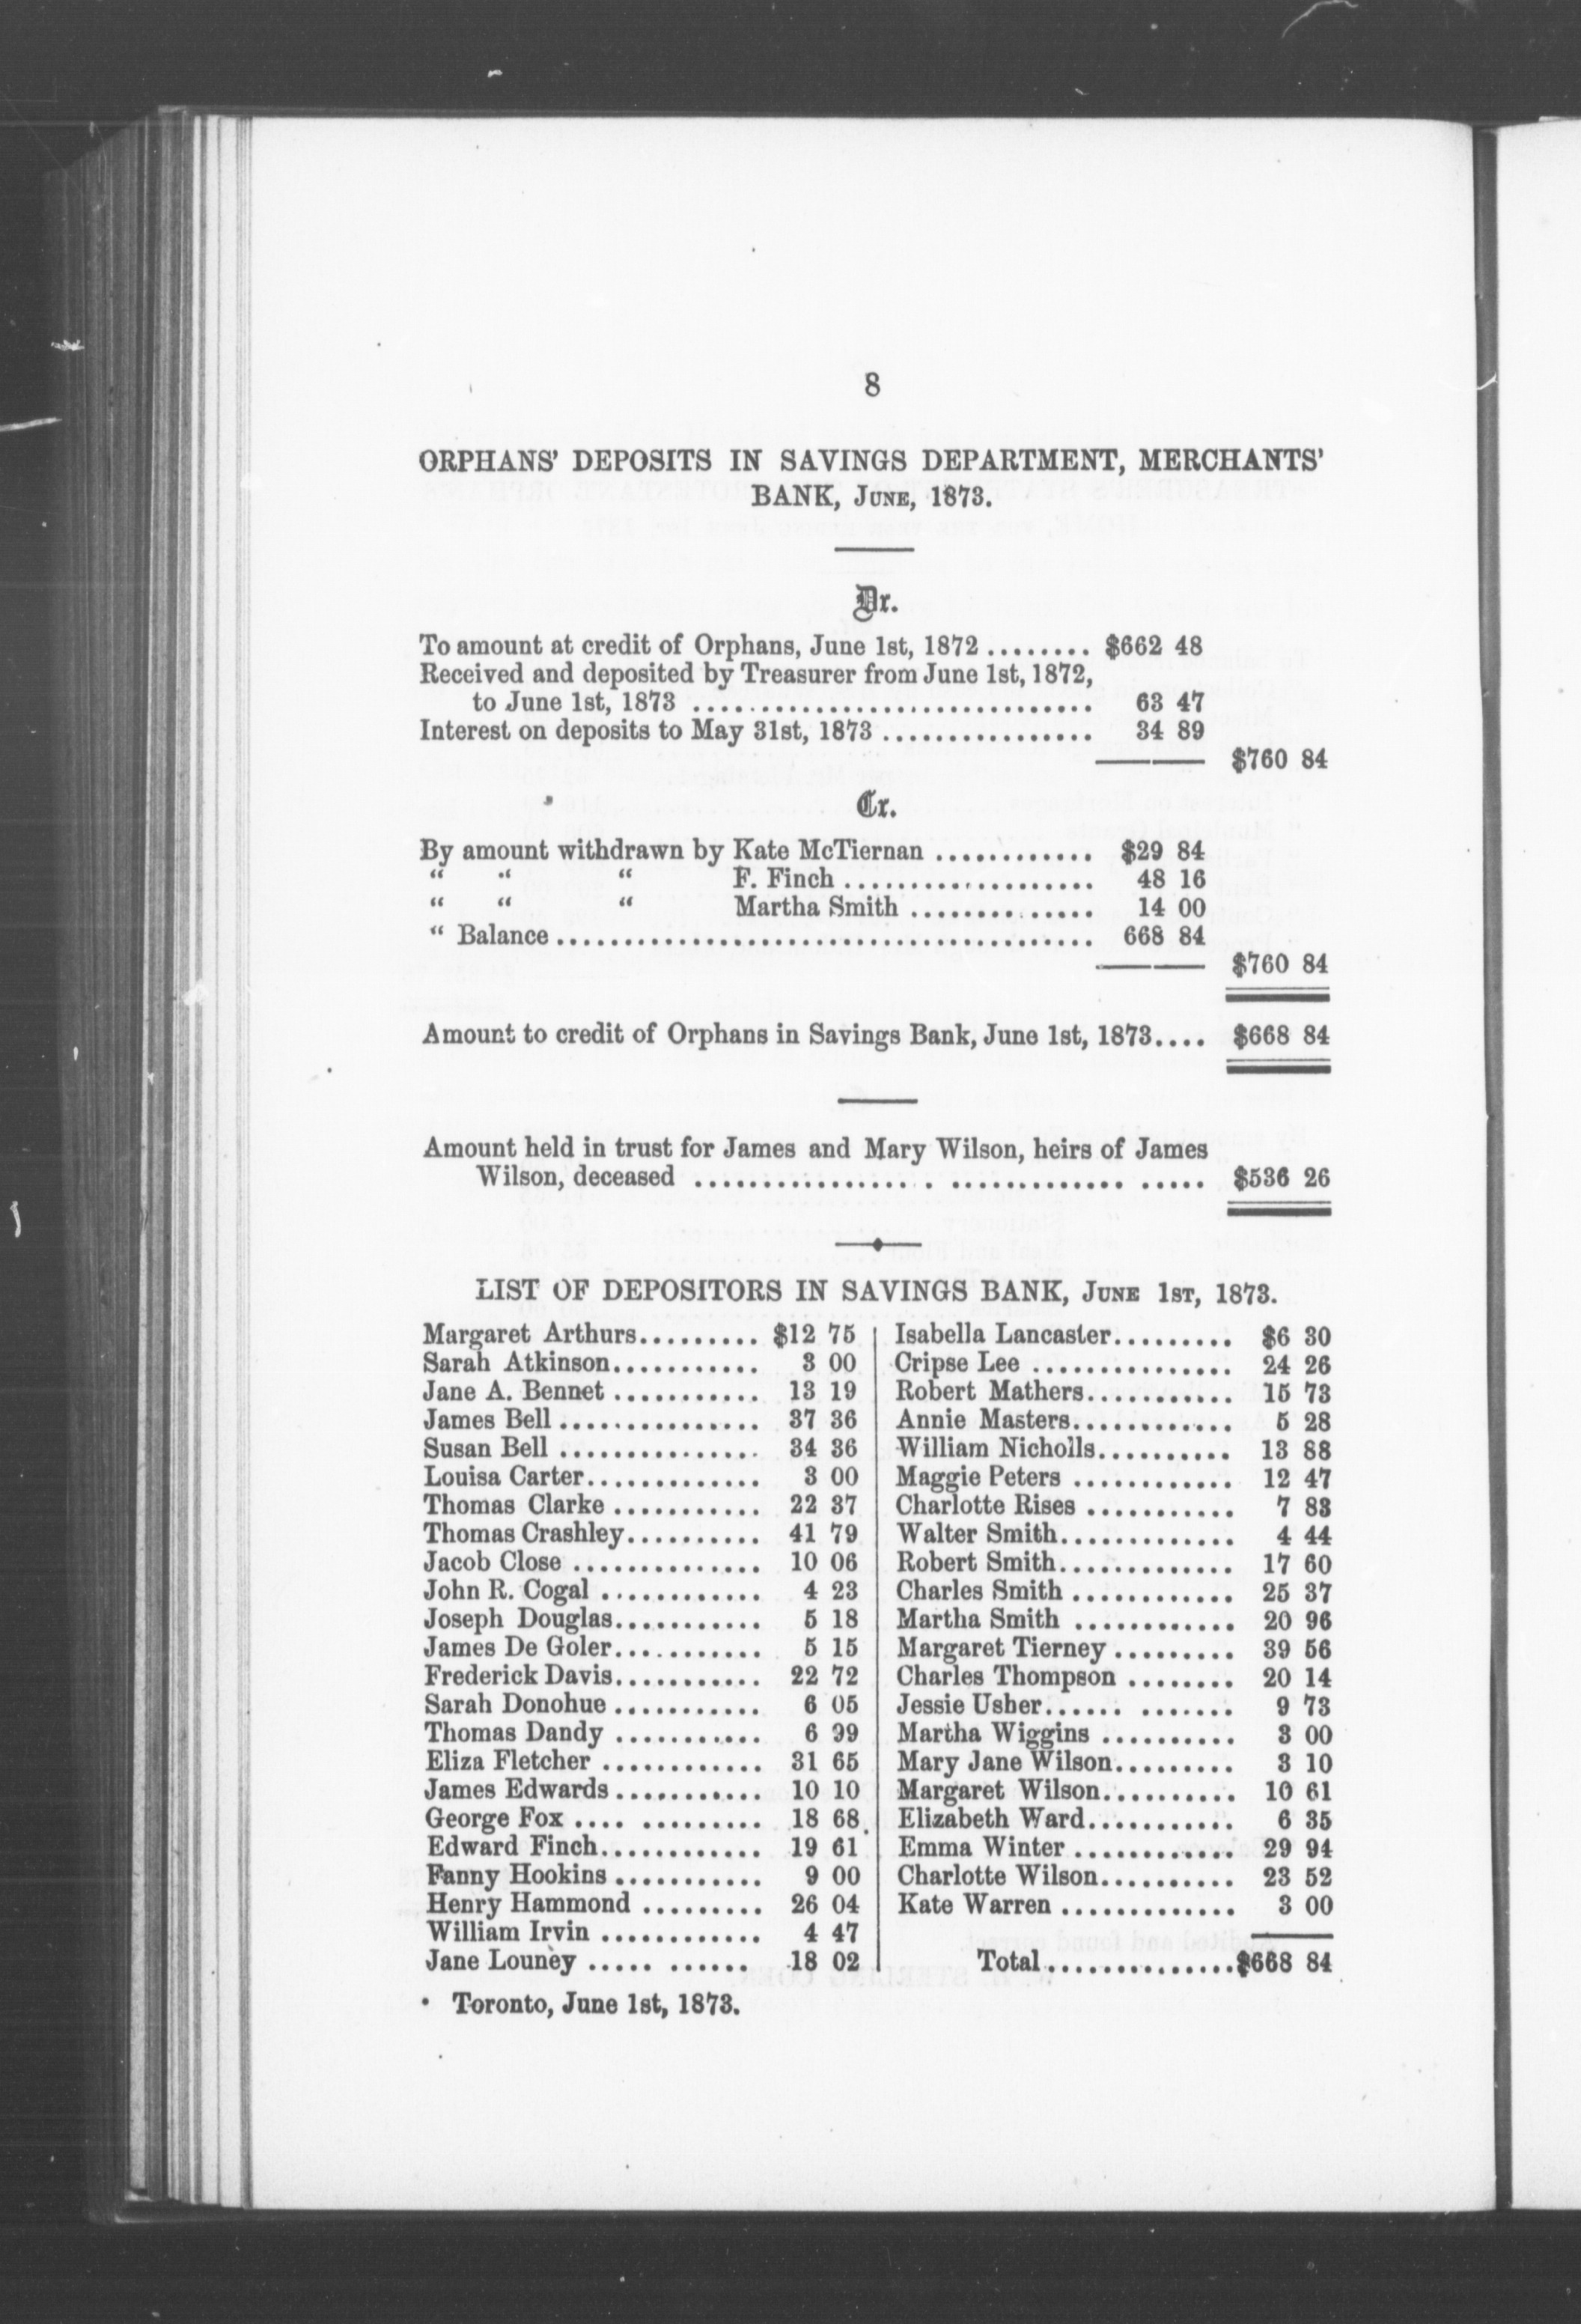 8
ORPHANS' DEPOSITS IN SAVINGS DEPARTMENT, MERCHANTS'
BANK, JUNE, 1873.
Dr.
To amount at credit of Orphans, June 1st, 1872 ........ $662 48
Received and deposited by Treasurer from June 1st, 1872,
to June 1st, 1873 .............................. 63 47
Interest on deposits to May 31st, 1873 ................ 34 89
$760 84
Cr.
By amount withdrawn by Kate McTiernan ............ $29 84
“ “ “ F. Finch ................... 48 16
“ “ “ Martha Smith .............. 14 00
“ Balance ........................................ 668 84
$760 84
Amount to credit of Orphans in Savings Bank, June 1st, 1873.... $668 84
Amount held in trust for James and Mary Wilson, heirs of James
Wilson, deceased .................. ............. ..... $536 26
LIST OF DEPOSITORS IN SAVINGS BANK, JUNE 1ST, 1873.
Margaret Arthurs......... $12 75
Sarah Atkinson........... 3 00
Jane A. Bennet ........... 13 19
James Bell ............... 37 36
Susan Bell ............... 34 36
Louisa Carter............. 3 00
Thomas Clarke ........... 22 37
Thomas Crashley.......... 41 79
Jacob Close .............. 10 06
John R. Cogal ............ 4 23
Joseph Douglas........... 5 18
James De Goler........... 5 15
Frederick Davis........... 22 72
Sarah Donohue ........... 6 05
Thomas Dandy ........... 6 99
Eliza Fletcher ............ 31 65
James Edwards ........... 10 10
George Fox .... ......... 18 68
Edward Finch............ 19 61
Fanny Hookins ........... 9 00
Henry Hammond ......... 26 04
William Irvin ............ 4 47
Jane Louney ..... ...... 18 02
Isabella Lancaster......... $6 30
Cripse Lee ............... 24 26
Robert Mathers........... 15 73
Annie Masters............ 5 28
William Nicholls.......... 13 88
Maggie Peters ............ 12 47
Charlotte Rises ........... 7 83
Walter Smith............. 4 44
Robert Smith............. 17 60
Charles Smith ............ 25 37
Martha Smith ............ 20 96
Margaret Tierney ......... 39 56
Charles Thompson ........ 20 14
Jessie Usher...... ....... 9 73
Martha Wiggins .......... 3 00
Mary Jane Wilson......... 3 10
Margaret Wilson.......... 10 61
Elizabeth Ward........... 6 35
Emma Winter ............ 29 94
Charlotte Wilson.......... 23 52
Kate Warren ............. 3 00
Total...............$668 84
Toronto, June 1st, 1873.